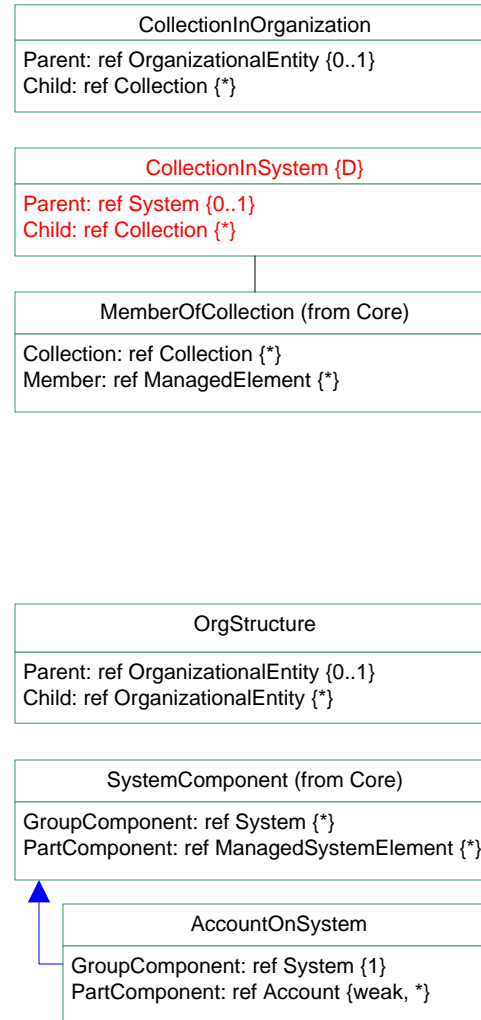 CollectionInOrganization
Parent: ref OrganizationalEntity {0..1}
Child: ref Collection {*}
CollectionInSystem {D}
Parent: ref System {0..1}
Child: ref Collection {*}
MemberOfCollection (from Core)
Collection: ref Collection {*}
Member: ref ManagedElement {*}
OrgStructure
Parent: ref OrganizationalEntity {0..1}
Child: ref OrganizationalEntity {*}
SystemComponent (from Core)
GroupComponent: ref System {*}
PartComponent: ref ManagedSystemElement {*}
AccountOnSystem
GroupComponent: ref System {1}
PartComponent: ref Account {weak, *}